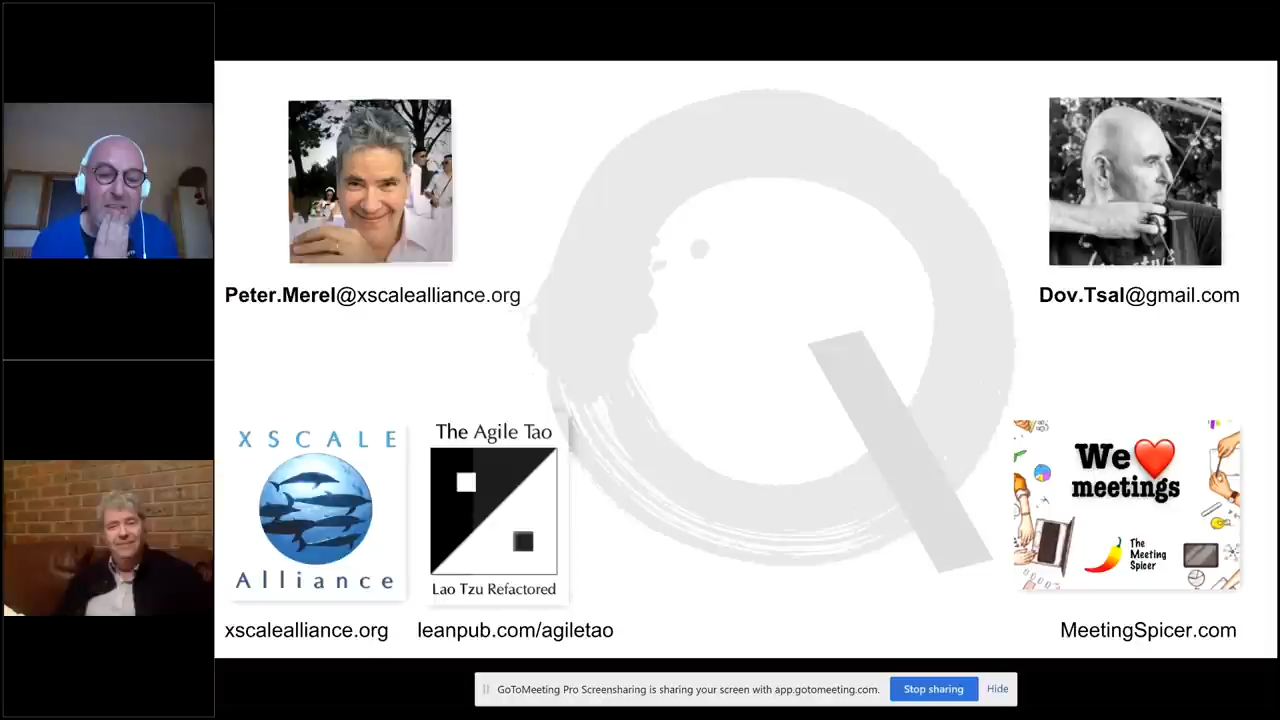 Peter.Merel@xscalealliance.org
Dov.Tsal@gmail.com
XSCALE
Alliance
The Agile Tao
Lao Tzu Refactored
We❤️
meetings
The
Meeting
Spicer
xscalealliance.org
leanpub.com/agiletao
MeetingSpicer.com
GoToMeeting Pro Screensharing is sharing your screen with app.gotomeeting.com.
Stop sharing
Hide